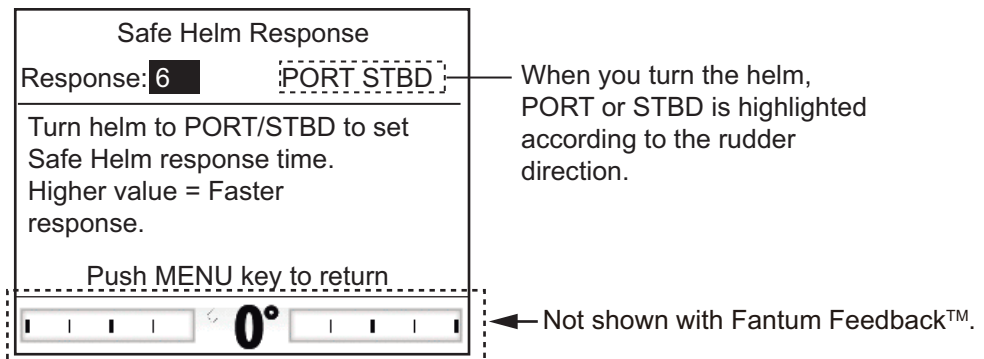 Safe Helm Response
Response: 6 PORT STBD
Turn helm to PORT/STBD to set
Safe Helm response time.
Higher value = Faster
response.
Push MENU key to return
0°
When you turn the helm,
PORT or STBD is highlighted
according to the rudder
direction.
Not shown with Fantum Feedback™.